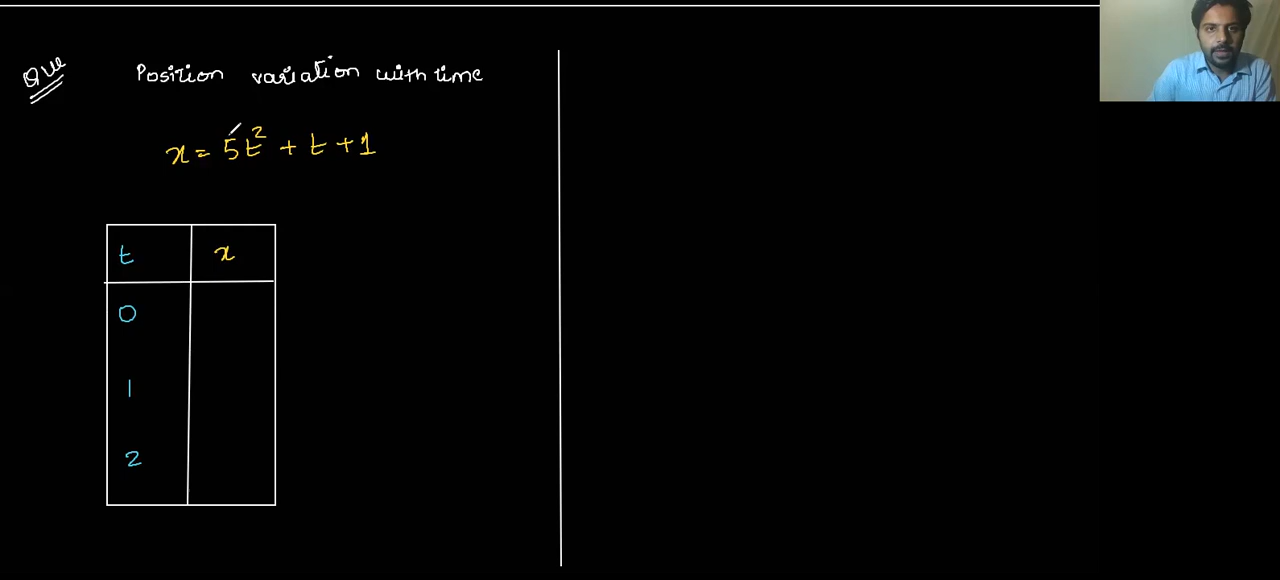 Que
Position variation with time
x = 5t² + t + 1
t x
0
1
2